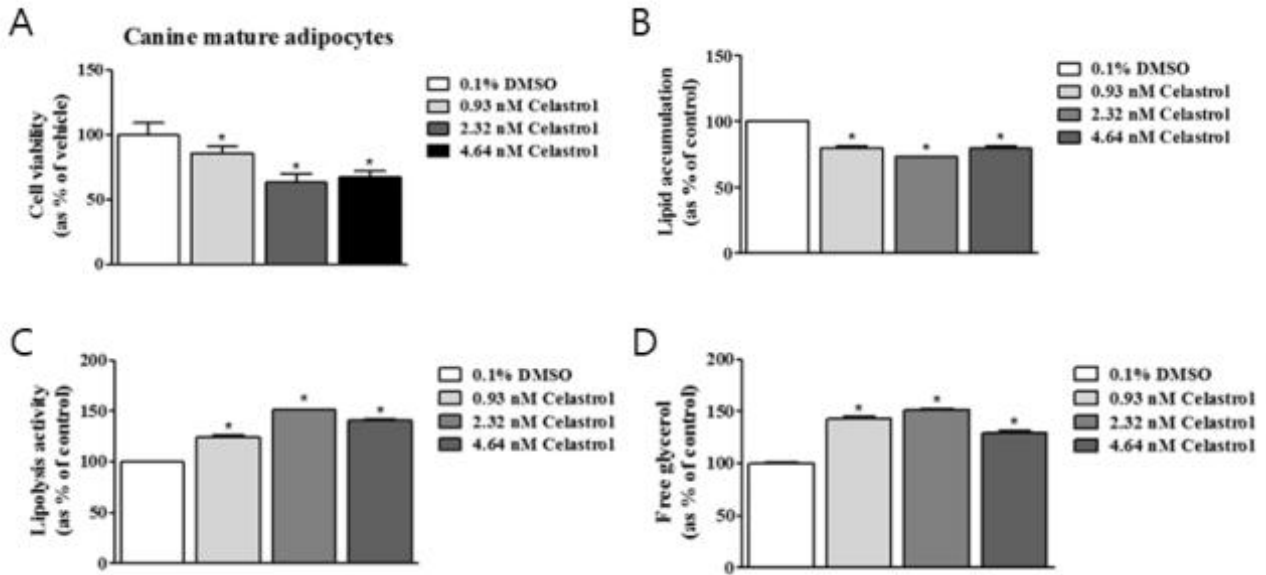 A
Canine mature adipocytes
Cell viability
(as % of vehicle)
150
100
50
0
*
*
*
0.1% DMSO
0.93 nM Celastrol
2.32 nM Celastrol
4.64 nM Celastrol
B
Lipid accumulation
(as % of control)
150
100
50
0
*
*
*
0.1% DMSO
0.93 nM Celastrol
2.32 nM Celastrol
4.64 nM Celastrol
C
Lipolysis activity
(as % of control)
200
150
100
50
0
*
*
*
0.1% DMSO
0.93 nM Celastrol
2.32 nM Celastrol
4.64 nM Celastrol
D
Free glycerol
(as % of control)
200
150
100
50
0
*
*
*
0.1% DMSO
0.93 nM Celastrol
2.32 nM Celastrol
4.64 nM Celastrol